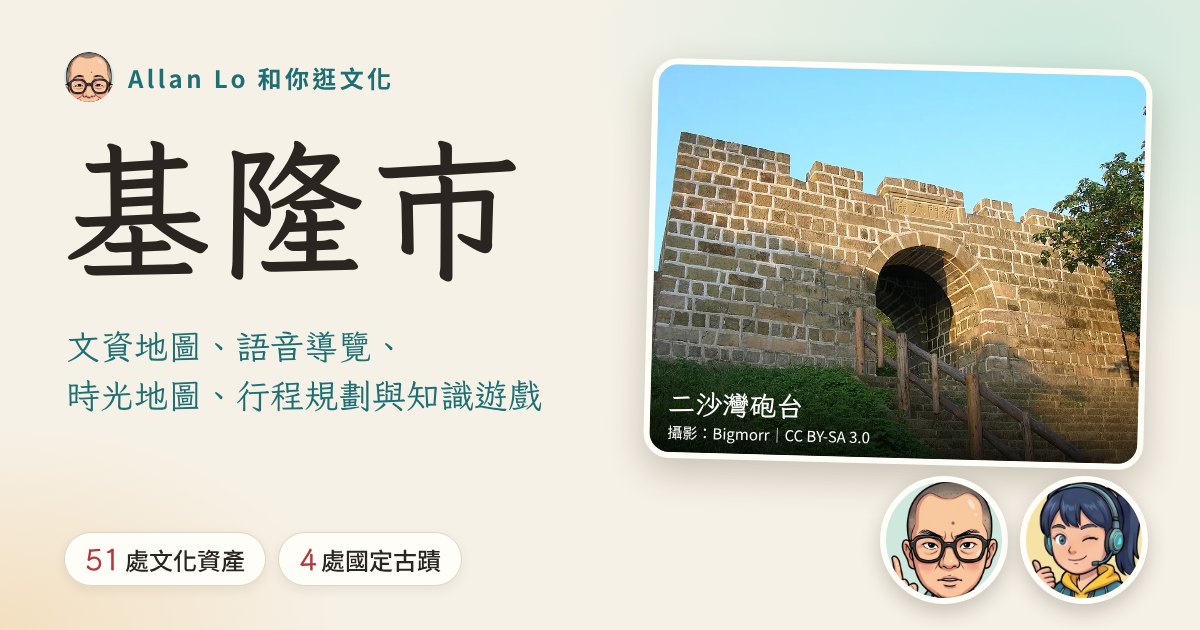 Allan Lo 和你逛文化
基隆市
文資地圖、語音導覽、
時光地圖、行程規劃與知識遊戲
51 處文化資產
4 處國定古蹟
二沙灣砲台
攝影：Bigmorr｜CC BY-SA 3.0